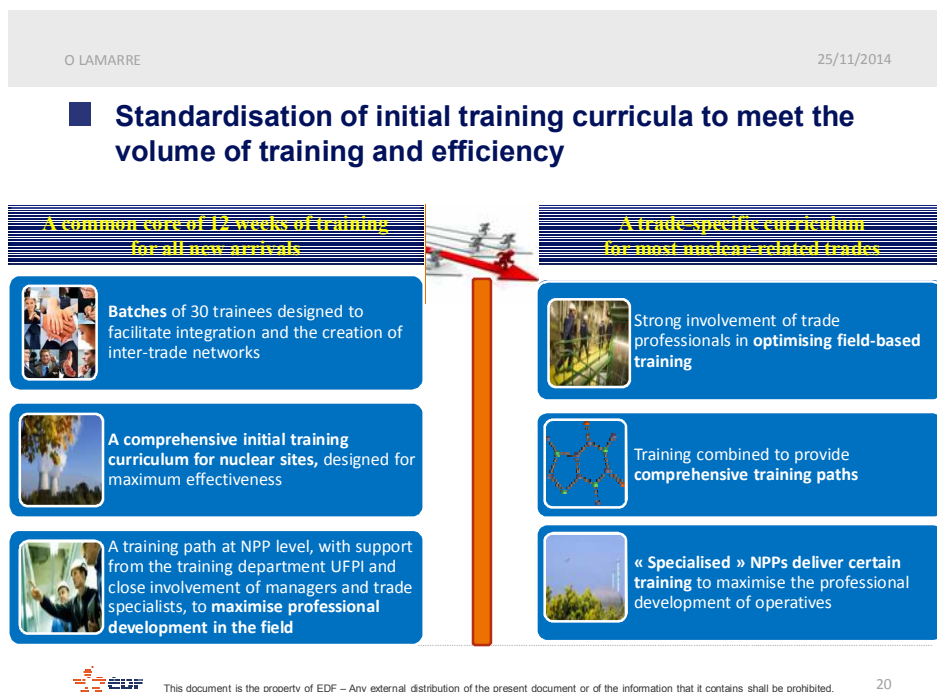 O LAMARRE
25/11/2014
Standardisation of initial training curricula to meet the
volume of training and efficiency
A common core of 12 weeks of training
for all new arrivals
Batches of 30 trainees designed to
facilitate integration and the creation of
inter-trade networks
A comprehensive initial training
curriculum for nuclear sites, designed for
maximum effectiveness
A training path at NPP level, with support
from the training department UFPI and
close involvement of managers and trade
specialists, to maximise professional
development in the field
A trade-specific curriculum
for most nuclear-related trades
Strong involvement of trade
professionals in optimising field-based
training
Training combined to provide
comprehensive training paths
« Specialised » NPPs deliver certain
training to maximise the professional
development of operatives
EDF
This document is the property of EDF – Any external distribution of the present document or of the information that it contains shall be prohibited.
20